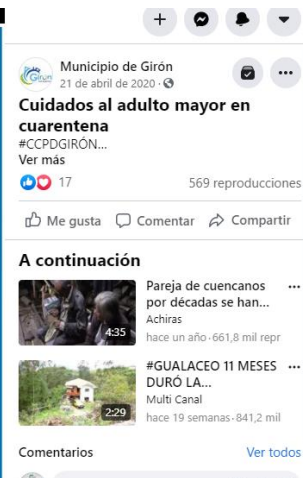 Girón
Municipio de Girón
21 de abril de 2020 ·
Cuidados al adulto mayor en
cuarentena
#CCPDGIRÓN...
Ver más
17 569 reproducciones
Me gusta Comentar Compartir
A continuación
Pareja de cuencanos
por décadas se han...
Achiras
hace un año · 661,8 mil repr
4:35
#GUALACEO 11 MESES
DURÓ LA...
Multi Canal
hace 19 semanas · 841,2 mil
2:29
Comentarios Ver todos